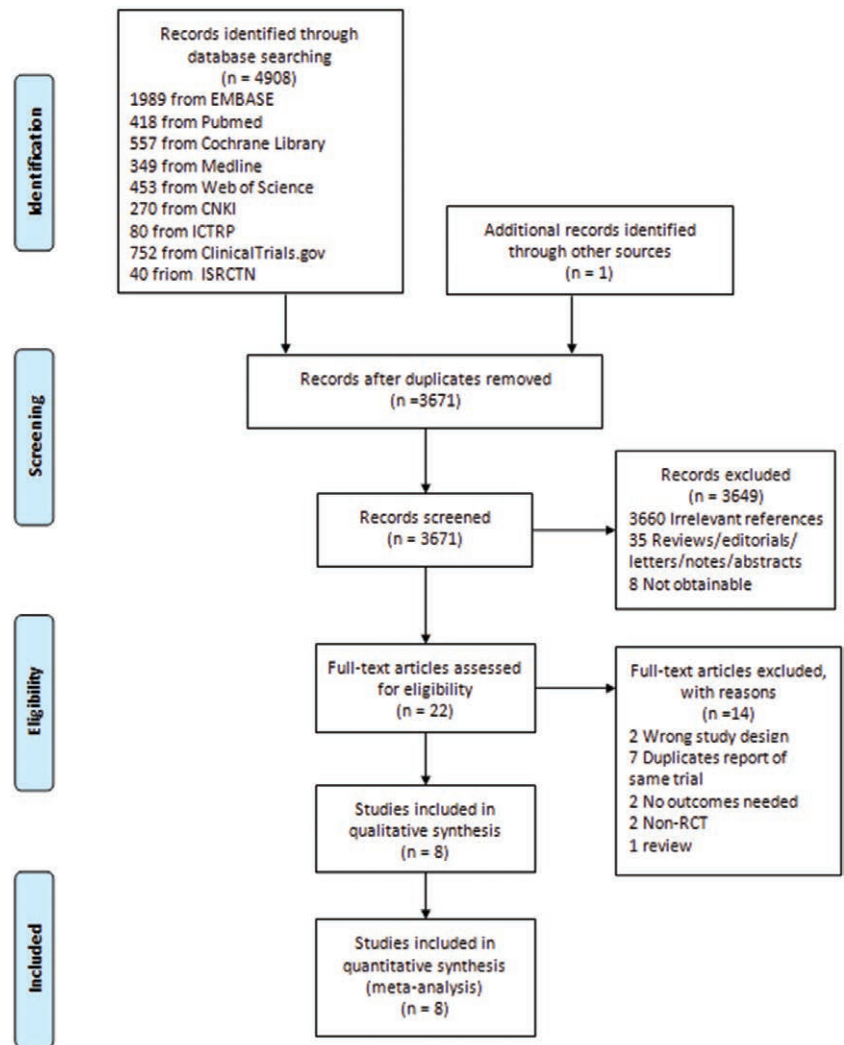 Identification
Records identified through
database searching
(n = 4908)
1989 from EMBASE
418 from Pubmed
557 from Cochrane Library
349 from Medline
453 from Web of Science
270 from CNKI
80 from ICTRP
752 from ClinicalTrials.gov
40 friom ISRCTN
Additional records identified
through other sources
(n = 1)
Screening
Records after duplicates removed
(n =3671)
Records screened
(n = 3671)
Records excluded
(n = 3649)
3660 Irrelevant references
35 Reviews/editorials/
letters/notes/abstracts
8 Not obtainable
Eligibility
Full-text articles assessed
for eligibility
(n = 22)
Full-text articles excluded,
with reasons
(n =14)
2 Wrong study design
7 Duplicates report of
same trial
2 No outcomes needed
2 Non-RCT
1 review
Studies included in
qualitative synthesis
(n = 8)
Included
Studies included in
quantitative synthesis
(meta-analysis)
(n = 8)